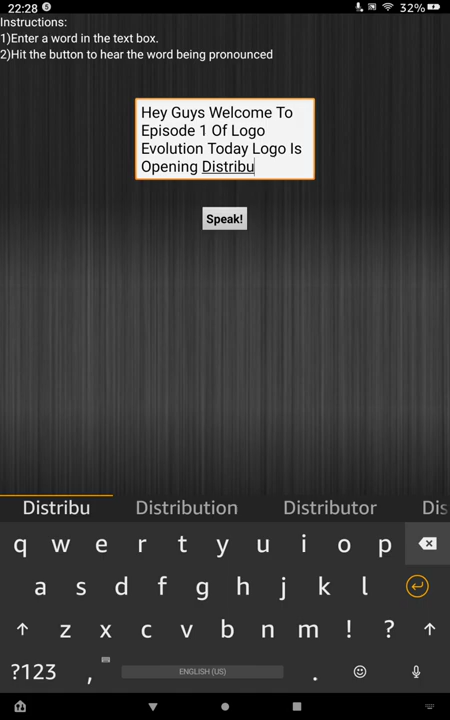 22:28 S 32%
Instructions:
1)Enter a word in the text box.
2)Hit the button to hear the word being pronounced
Hey Guys Welcome To
Episode 1 Of Logo
Evolution Today Logo Is
Opening Distribu
Speak!
Distribu Distribution Distributor Dis
q w e r t y u i o p
a s d f g h j k l
z x c v b n m ! ?
?123 , ENGLISH (US) .